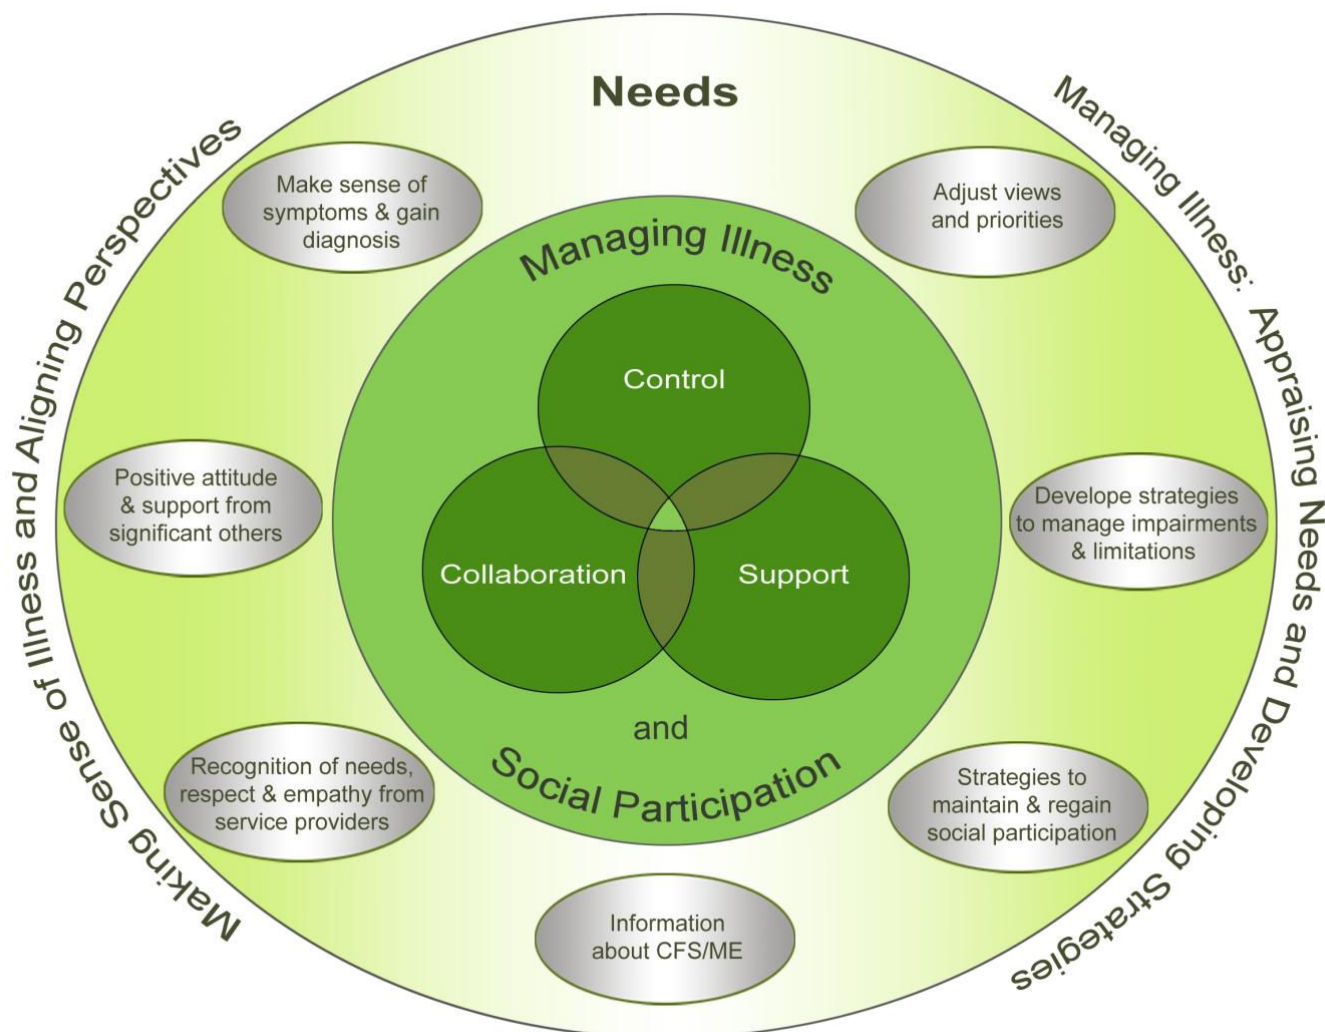 Needs
Making Sense of Illness and Aligning Perspectives
Managing Illness: Appraising Needs and Developing Strategies
Make sense of
symptoms & gain
diagnosis
Adjust views
and priorities
Positive attitude
& support from
significant others
Develope strategies
to manage impairments
& limitations
Recognition of needs,
respect & empathy from
service providers
Strategies to
maintain & regain
social participation
Information
about CFS/ME
Managing Illness
Control
Collaboration
Support
and
Social Participation